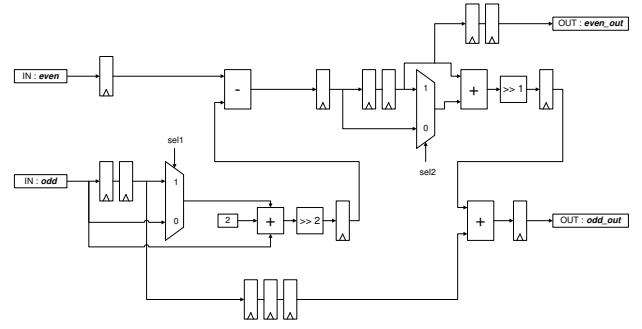 OUT : even_out
IN : even
-
1
0
+
>> 1
sel2
sel1
IN : odd
1
0
2
+
>> 2
+
OUT : odd_out